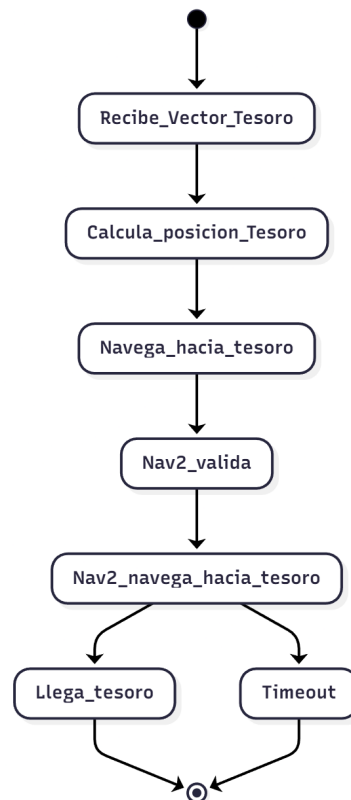 Recibe_Vector_Tesoro
Calcula_posicion_Tesoro
Navega_hacia_tesoro
Nav2_valida
Nav2_navega_hacia_tesoro
Llega_tesoro
Timeout